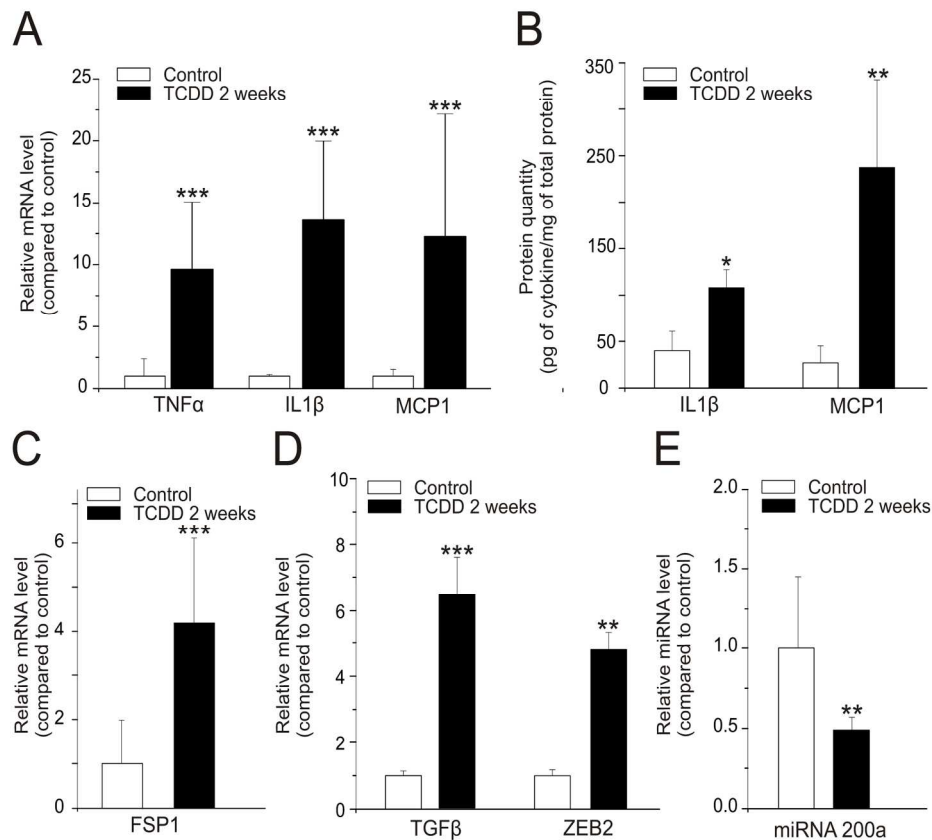 A
Control
TCDD 2 weeks
25
20
15
10
5
0
Relative mRNA level
(compared to control)
***
***
***
TNFα IL1β MCP1
B
Control
TCDD 2 weeks
350
250
150
50
0
Protein quantity
(pg of cytokine/mg of total protein)
*
**
IL1β MCP1
C
Control
TCDD 2 weeks
6
4
2
0
Relative mRNA level
(compared to control)
***
FSP1
D
Control
TCDD 2 weeks
10
8
6
4
2
0
Relative mRNA level
(compared to control)
***
**
TGFβ ZEB2
E
Control
TCDD 2 weeks
2.0
1.5
1.0
0.5
0.0
Relative miRNA level
(compared to control)
**
miRNA 200a